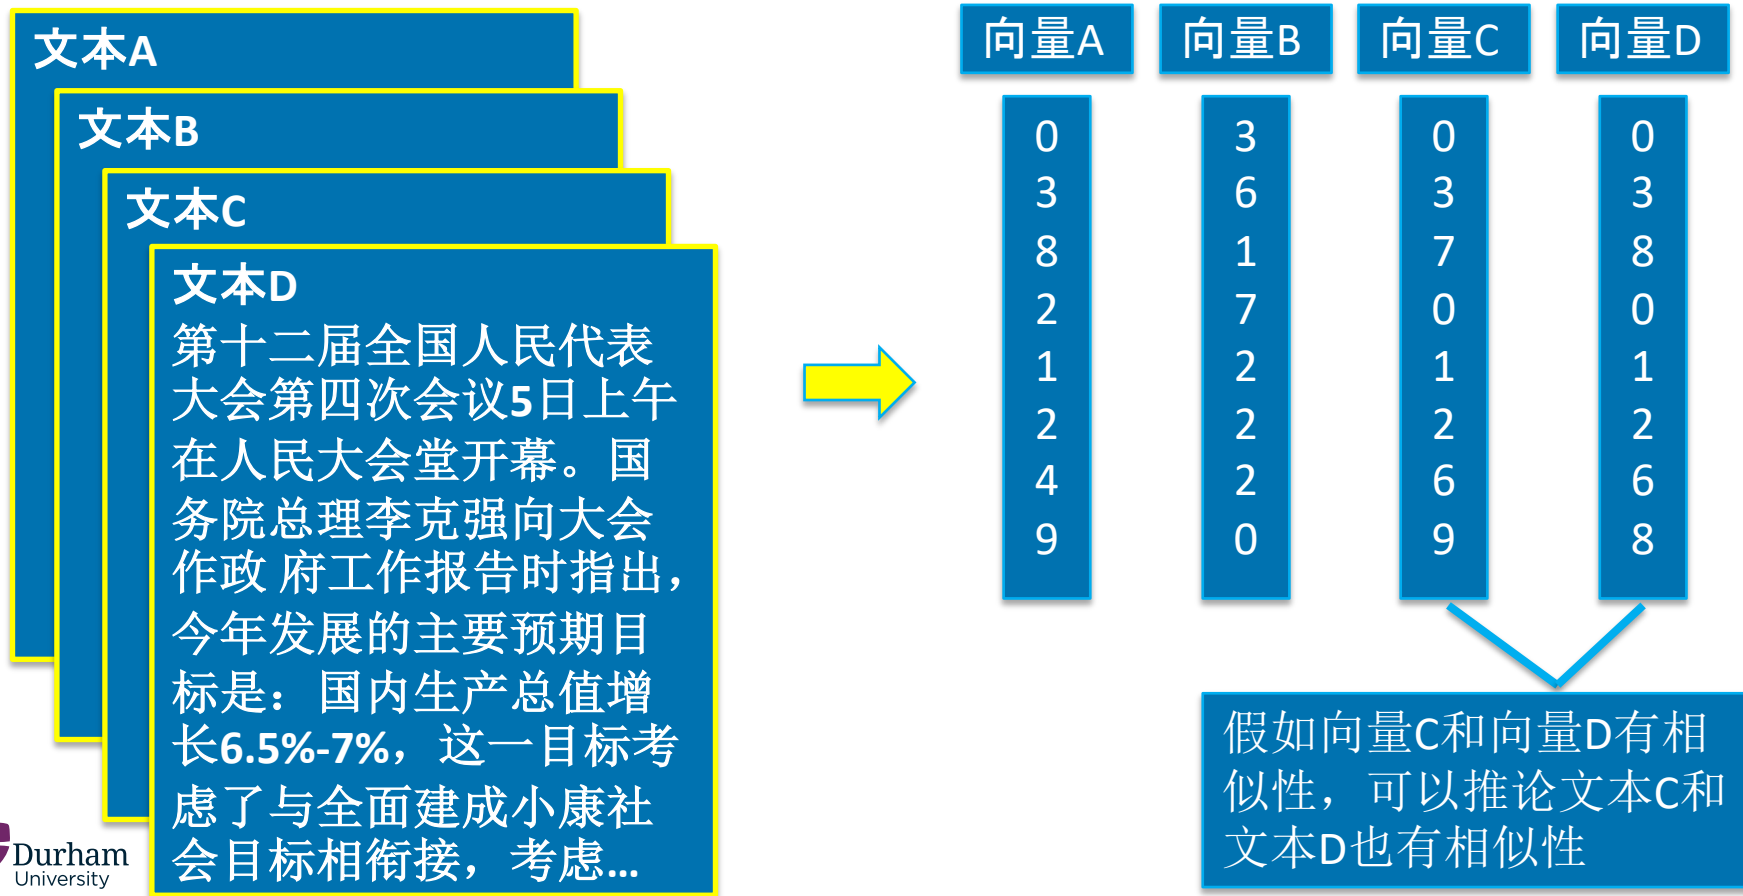 文本A
文本B
文本C
文本D
第十二届全国人民代表
大会第四次会议5日上午
在人民大会堂开幕。国
务院总理李克强向大会
作政 府工作报告时指出，
今年发展的主要预期目
标是：国内生产总值增
长6.5%-7%，这一目标考
虑了与全面建成小康社
会目标相衔接，考虑...
向量A 向量B 向量C 向量D
0 3 0 0
3 6 3 3
8 1 7 8
2 7 0 0
1 2 1 1
2 2 2 2
4 2 6 6
9 0 9 8
假如向量C和向量D有相
似性，可以推论文本C和
文本D也有相似性
Durham
University